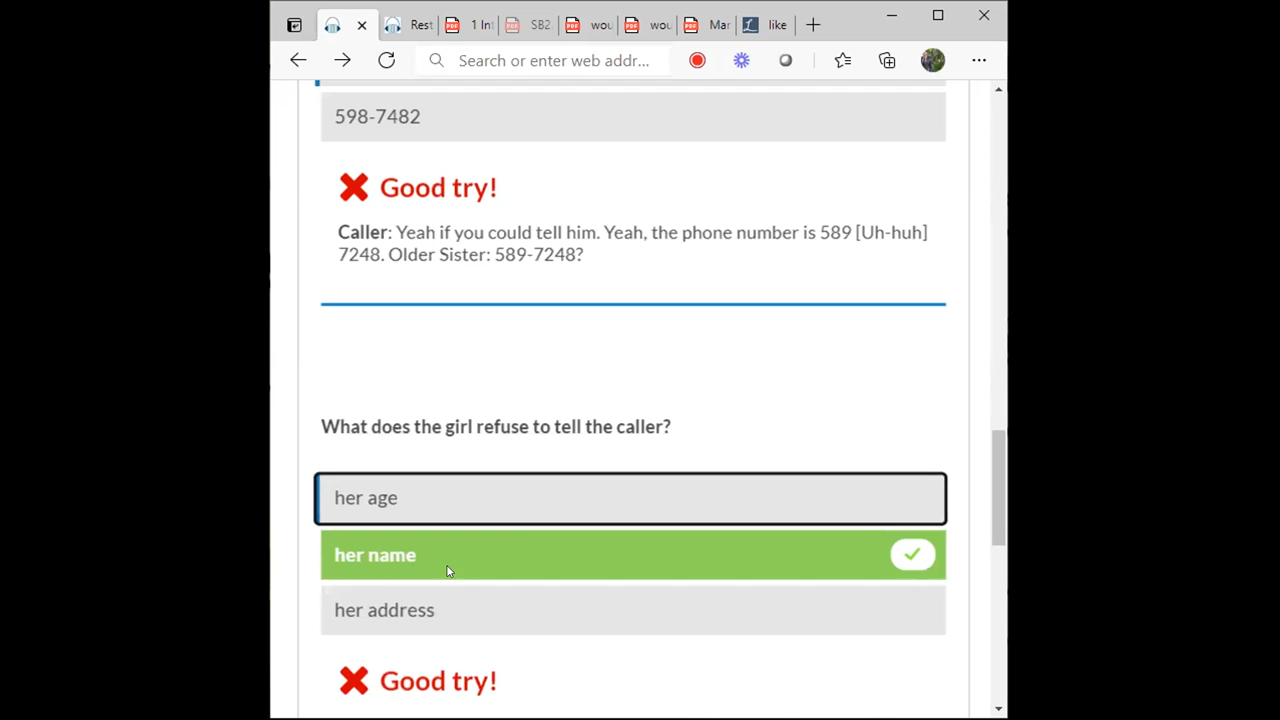 Rest
1 Int
SB2
wou
wou
Mar
like
Search or enter web addr...
598-7482
Good try!
Caller: Yeah if you could tell him. Yeah, the phone number is 589 [Uh-huh]
7248. Older Sister: 589-7248?
What does the girl refuse to tell the caller?
her age
her name
her address
Good try!